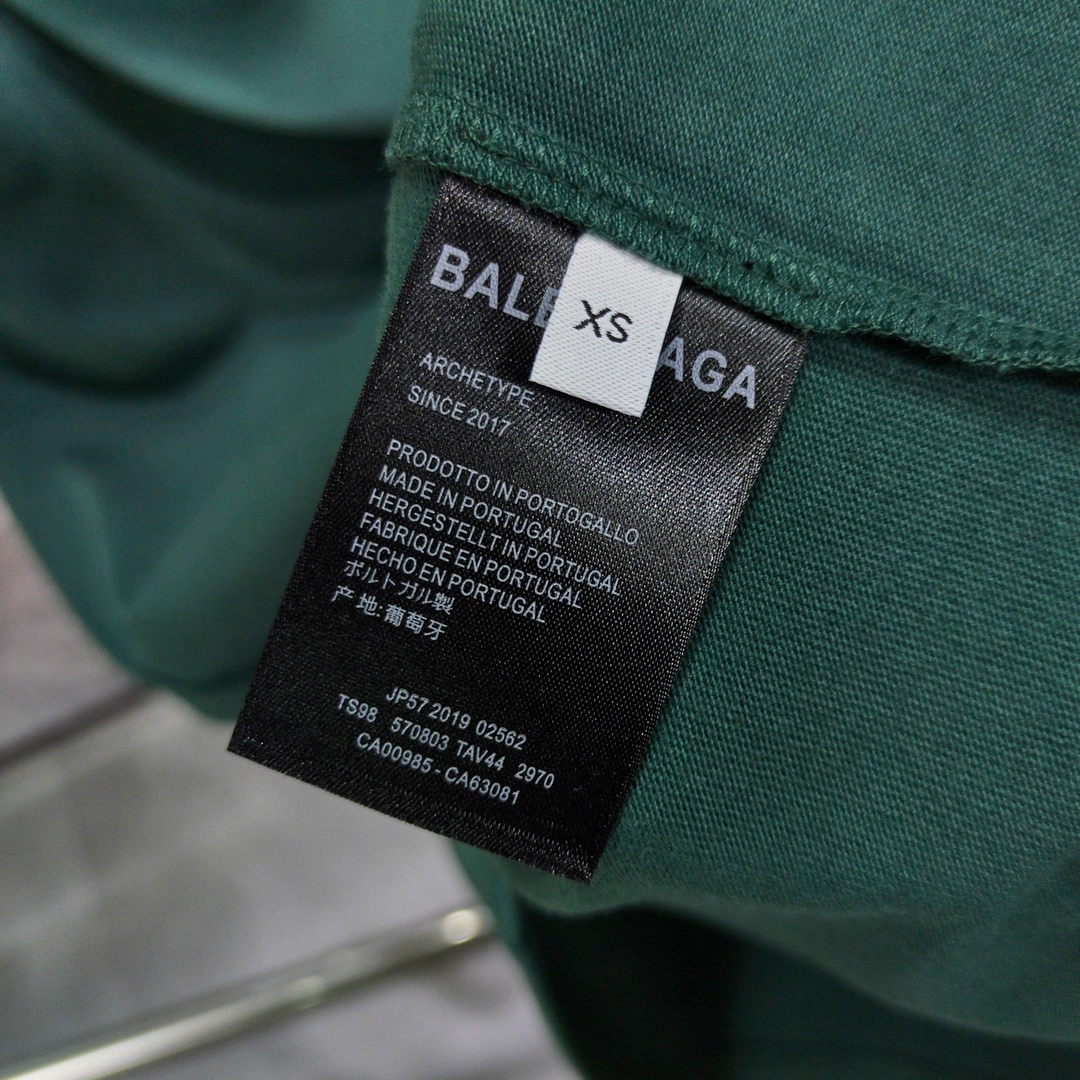 BALE AGA
XS
ARCHETYPE
SINCE 2017
PRODOTTO IN PORTOGALLO
MADE IN PORTUGAL
HERGESTELLT IN PORTUGAL
FABRIQUE EN PORTUGAL
HECHO EN PORTUGAL
ポルトガル製
产地:葡萄牙
JP57 2019 02562
TS98 570803 TAV44 2970
CA00985 - CA63081